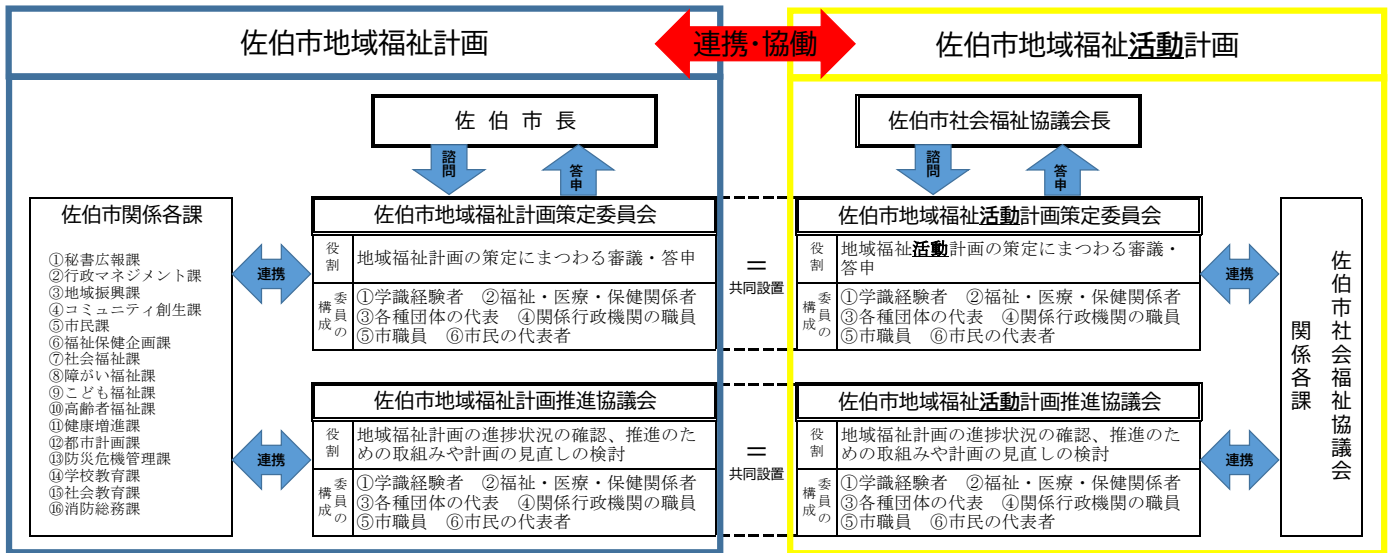 佐伯市地域福祉計画
連携・協働
佐伯市地域福祉活動計画
佐伯市長
諮問
答申
佐伯市社会福祉協議会長
諮問
答申
佐伯市関係各課
①秘書広報課
②行政マネジメント課
③地域振興課
④コミュニティ創生課
⑤市民課
⑥福祉保健企画課
⑦社会福祉課
⑧障がい福祉課
⑨こども福祉課
⑩高齢者福祉課
⑪健康増進課
⑫都市計画課
⑬防災危機管理課
⑭学校教育課
⑮社会教育課
⑯消防総務課
連携
連携
佐伯市地域福祉計画策定委員会
役割
地域福祉計画の策定にまつわる審議・答申
委員の構成
①学識経験者 ②福祉・医療・保健関係者
③各種団体の代表 ④関係行政機関の職員
⑤市職員 ⑥市民の代表者
佐伯市地域福祉計画推進協議会
役割
地域福祉計画の進捗状況の確認、推進のた
めの取組みや計画の見直しの検討
委員の構成
①学識経験者 ②福祉・医療・保健関係者
③各種団体の代表 ④関係行政機関の職員
⑤市職員 ⑥市民の代表者
＝
共同設置
＝
共同設置
佐伯市地域福祉活動計画策定委員会
役割
地域福祉活動計画の策定にまつわる審議・
答申
委員の構成
①学識経験者 ②福祉・医療・保健関係者
③各種団体の代表 ④関係行政機関の職員
⑤市職員 ⑥市民の代表者
佐伯市地域福祉活動計画推進協議会
役割
地域福祉計画の進捗状況の確認、推進のた
めの取組みや計画の見直しの検討
委員の構成
①学識経験者 ②福祉・医療・保健関係者
③各種団体の代表 ④関係行政機関の職員
⑤市職員 ⑥市民の代表者
連携
連携
佐伯市社会福祉協議会
関係各課